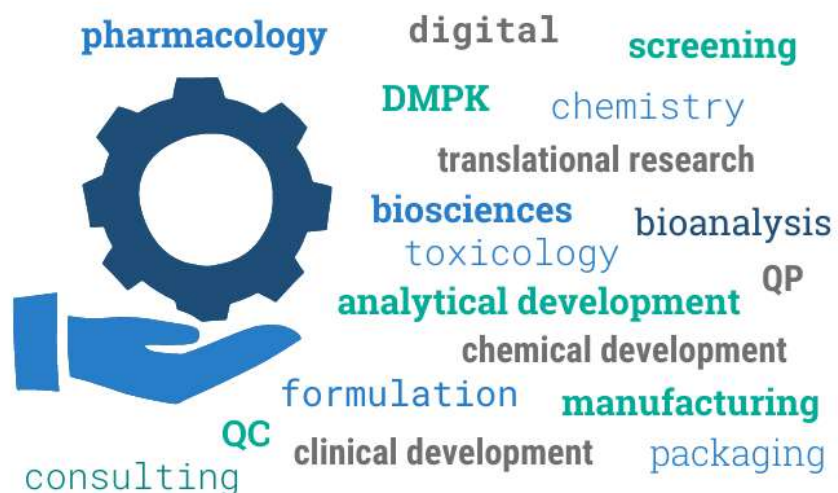 pharmacology
digital
screening
DMPK
chemistry
translational research
biosciences
bioanalysis
toxicology
QP
analytical development
chemical development
formulation
manufacturing
QC
clinical development
packaging
consulting